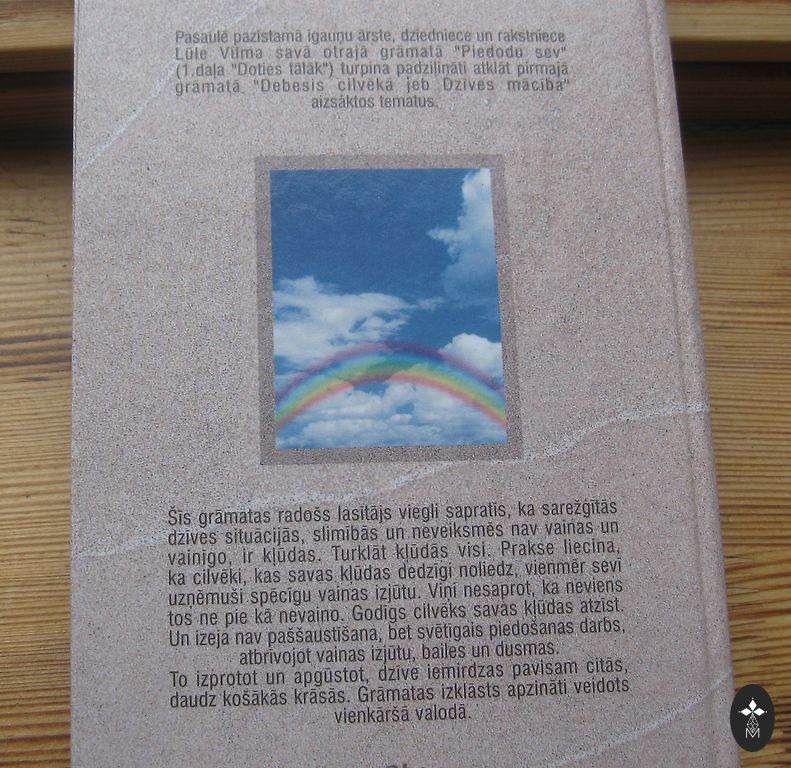 Pasaulē pazīstamā igauņu ārste, dziedniece un rakstniece
Lūle Vilma savā otrajā grāmatā "Piedodu sev"
(1.daļa "Doties tālāk") turpina padziļināti atklāt pirmajā
grāmatā "Debesis cilvēkā jeb Dzīves mācība"
aizsāktos tematus.
Šīs grāmatas radošs lasītājs viegli sapratīs, ka sarežģītās
dzīves situācijās, slimībās un neveiksmēs nav vainas un
vainīgo, ir kļūdas. Turklāt kļūdās visi. Prakse liecina,
ka cilvēki, kas savas kļūdas dedzīgi noliedz, vienmēr sevī
uzņēmuši spēcīgu vainas izjūtu. Viņi nesaprot, ka neviens
tos ne pie kā nevaino. Godīgs cilvēks savas kļūdas atzīst.
Un izeja nav paššaustīšana, bet svētīgais piedošanas darbs,
atbrīvojot vainas izjūtu, bailes un dusmas.
To izprotot un apgūstot, dzīve iemirdzas pavisam citās,
daudz košākās krāsās. Grāmatas izklāsts apzināti veidots
vienkāršā valodā.
M